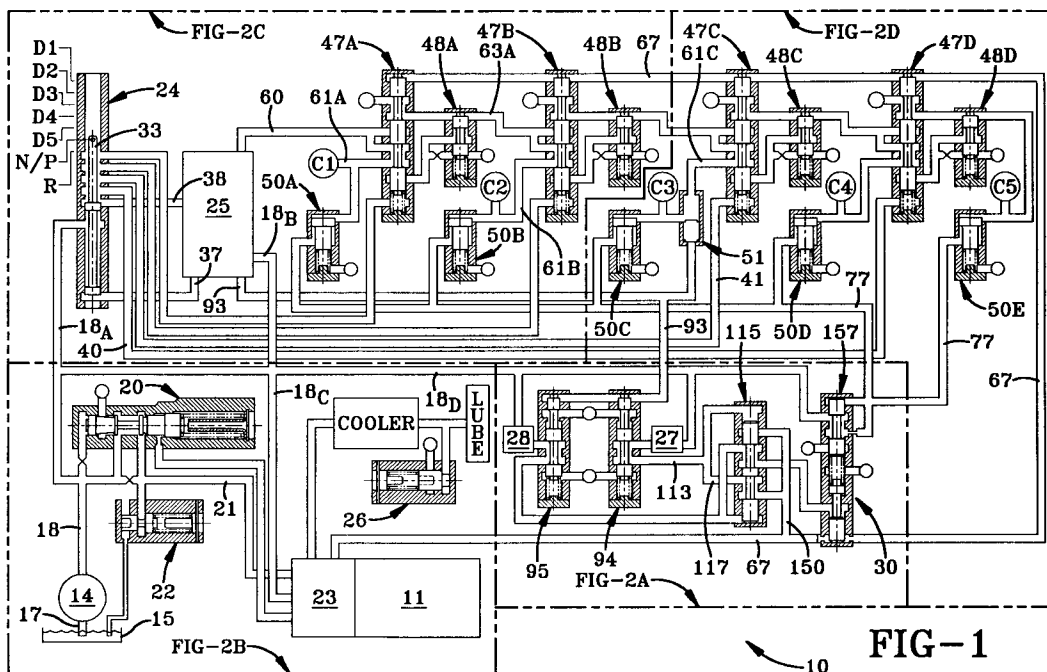 FIG-2C
FIG-2D
D1
D2
D3
D4
D5
N/P
R
24
33
47A
48A
47B
63A
48B
67
47C
61C
48C
47D
48D
60
61A
C1
C2
C3
C4
C5
50A
38
25
18B
50B
61B
51
41
37
93
50C
93
50D
77
50E
18A
40
115
157
77
67
20
18C
18D
COOLER
LUBE
28
27
113
26
18
21
22
95
94
117
67
150
30
14
17
15
23
11
FIG-2A
FIG-2B
10
FIG-1